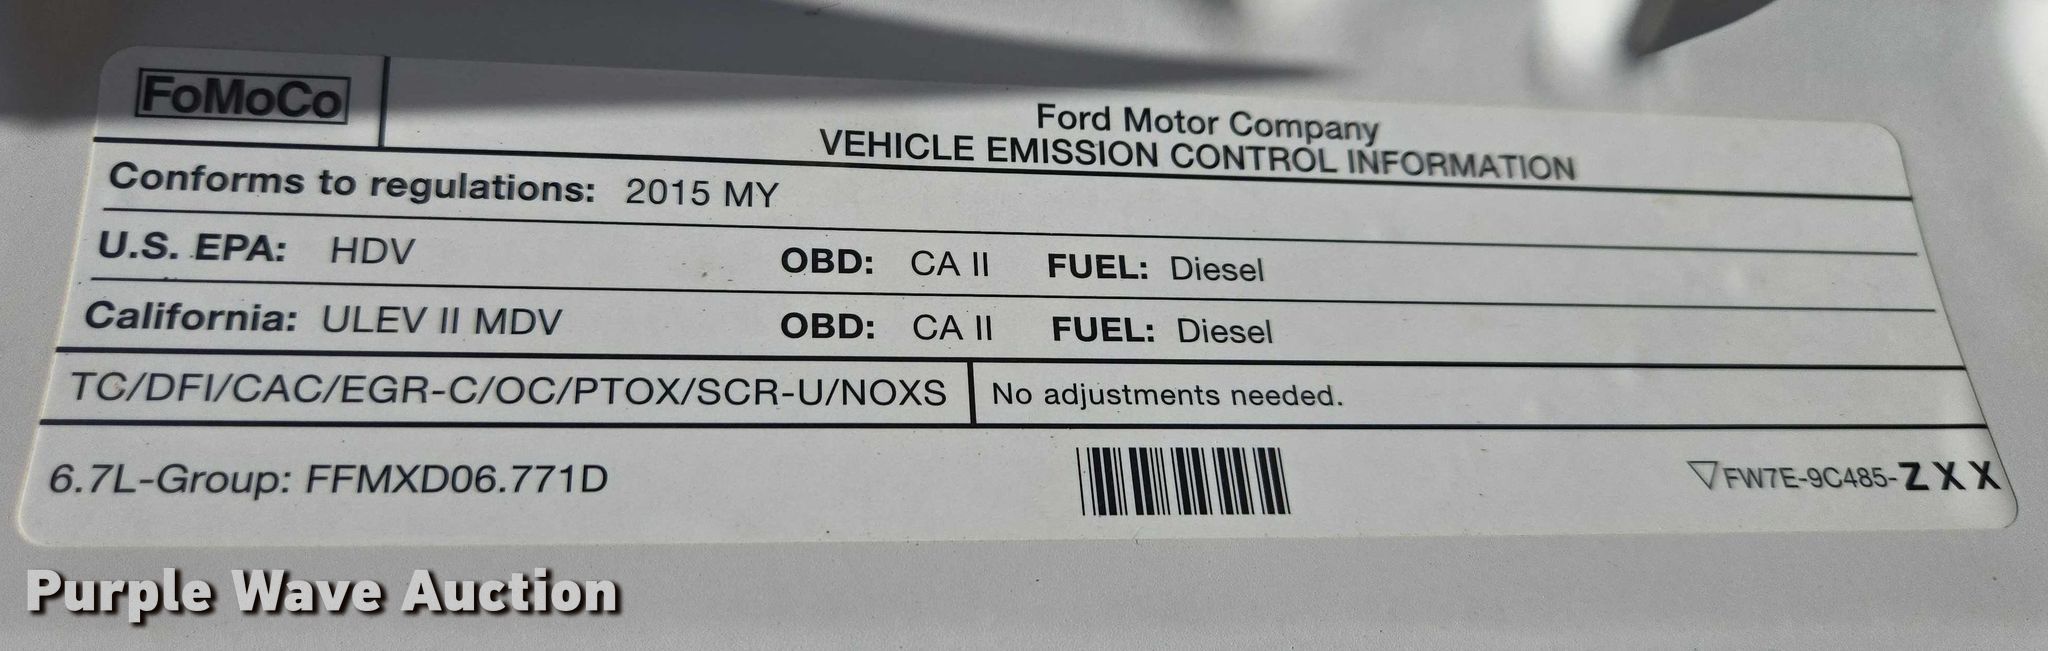 FoMoCo
Ford Motor Company
VEHICLE EMISSION CONTROL INFORMATION
Conforms to regulations: 2015 MY
U.S. EPA: HDV OBD: CA II FUEL: Diesel
California: ULEV II MDV OBD: CA II FUEL: Diesel
TC/DFI/CAC/EGR-C/OC/PTOX/SCR-U/NOXS No adjustments needed.
6.7L-Group: FFMXD06.771D FW7E-9C485-ZXX
Purple Wave Auction